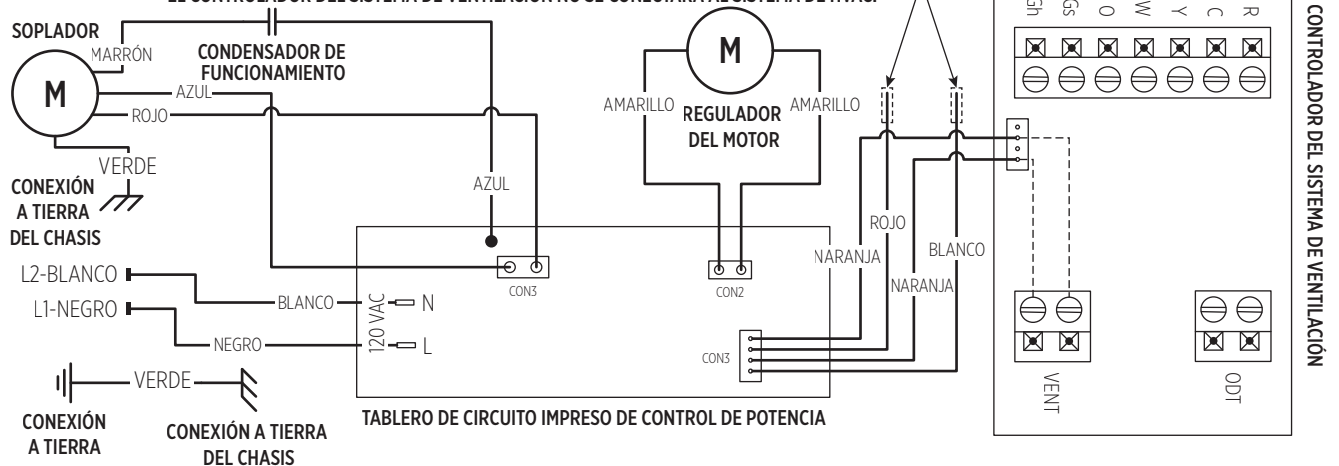 EL CONTROLADOR DEL SISTEMA DE VENTILACIÓN NO SE CONECTARÁ AL SISTEMA DE HVAC.
SOPLADOR
M
MARRÓN
CONDENSADOR DE
FUNCIONAMIENTO
AZUL
ROJO
VERDE
CONEXIÓN
A TIERRA
DEL CHASIS
AZUL
M
AMARILLO
REGULADOR
DEL MOTOR
AMARILLO
Gh
Gs
O
W
Y
C
R
CONTROLADOR DEL SISTEMA DE VENTILACIÓN
L2-BLANCO
L1-NEGRO
BLANCO
NEGRO
120 VAC
N
L
CON3
CON2
CON3
NARANJA
ROJO
NARANJA
BLANCO
VENT
ODT
VERDE
CONEXIÓN
A TIERRA
CONEXIÓN A TIERRA
DEL CHASIS
TABLERO DE CIRCUITO IMPRESO DE CONTROL DE POTENCIA